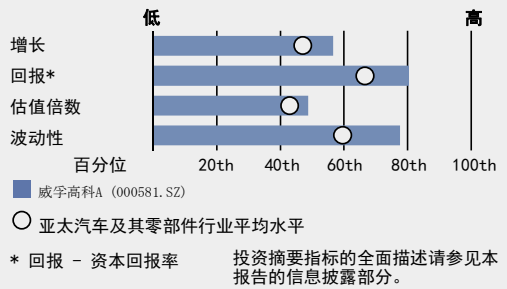 低 高
增长
回报*
估值倍数
波动性
百分位 20th 40th 60th 80th 100th
威孚高科A (000581.SZ)
亚太汽车及其零部件行业平均水平
* 回报 - 资本回报率
投资摘要指标的全面描述请参见本
报告的信息披露部分。